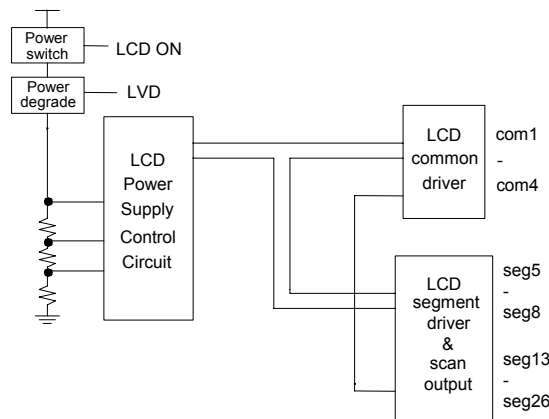 Power
switch
LCD ON
Power
degrade
LVD
LCD
Power
Supply
Control
Circuit
LCD
common
driver
com1
-
com4
LCD
segment
driver
&
scan
output
seg5
-
seg8
seg13
-
seg26